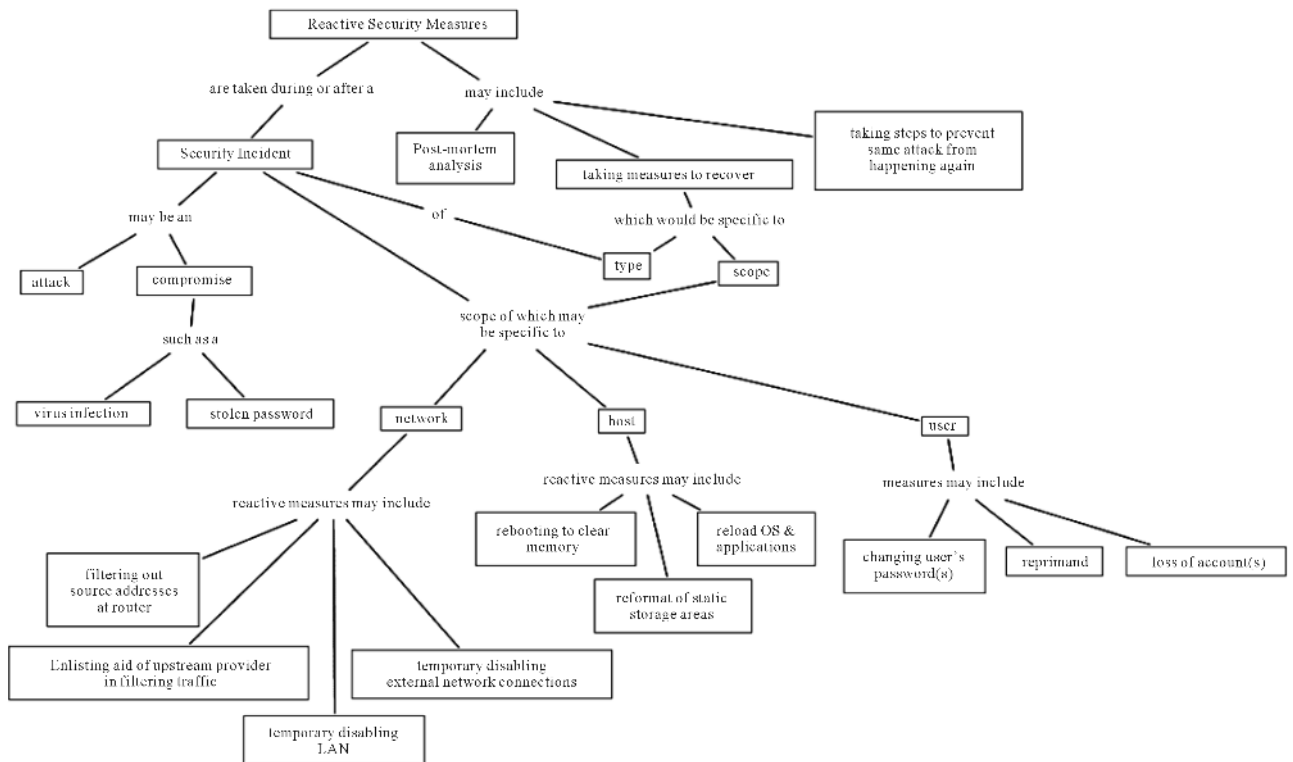 Reactive Security Measures
are taken during or after a
may include
Security Incident
Post-mortem
analysis
taking measures to recover
taking steps to prevent
same attack from
happening again
may be an
of
which would be specific to
attack
compromise
type
scope
such as a
scope of which may
be specific to
virus infection
stolen password
network
host
user
reactive measures may include
reactive measures may include
measures may include
filtering out
source addresses
at router
Enlisting aid of upstream provider
in filtering traffic
temporary disabling
LAN
temporary disabling
external network connections
rebooting to clear
memory
reformat of static
storage areas
reload OS &
applications
changing user's
password(s)
reprimand
loss of account(s)